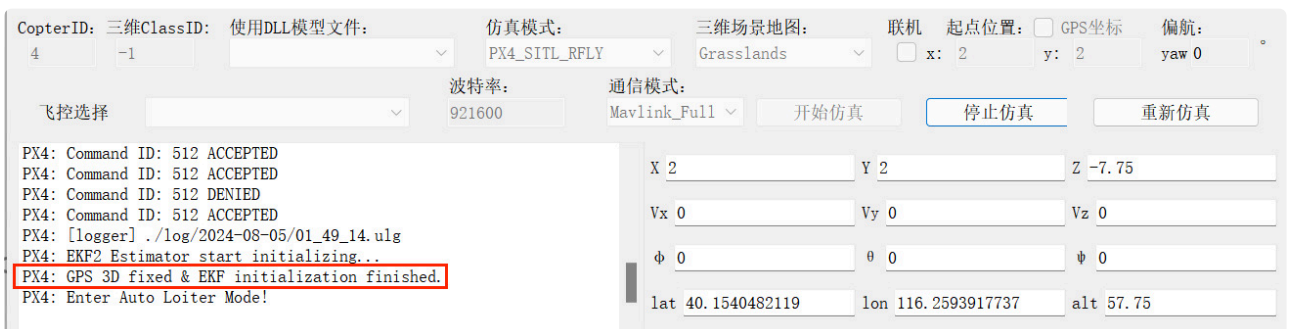 CopterID: 三维ClassID: 使用DLL模型文件: 仿真模式: 三维场景地图: 联机 起点位置: GPS坐标 偏航:
4 -1 PX4_SITL_RFLY Grasslands x: 2 y: 2 yaw 0 °
波特率: 通信模式:
飞控选择 921600 Mavlink_Full 开始仿真 停止仿真 重新仿真
PX4: Command ID: 512 ACCEPTED
PX4: Command ID: 512 ACCEPTED
PX4: Command ID: 512 DENIED
PX4: Command ID: 512 ACCEPTED
PX4: [logger] ./log/2024-08-05/01_49_14.ulg
PX4: EKF2 Estimator start initializing...
PX4: GPS 3D fixed & EKF initialization finished.
PX4: Enter Auto Loiter Mode!
X 2 Y 2 Z -7.75
Vx 0 Vy 0 Vz 0
ϕ 0 θ 0 ψ 0
lat 40.1540482119 lon 116.2593917737 alt 57.75